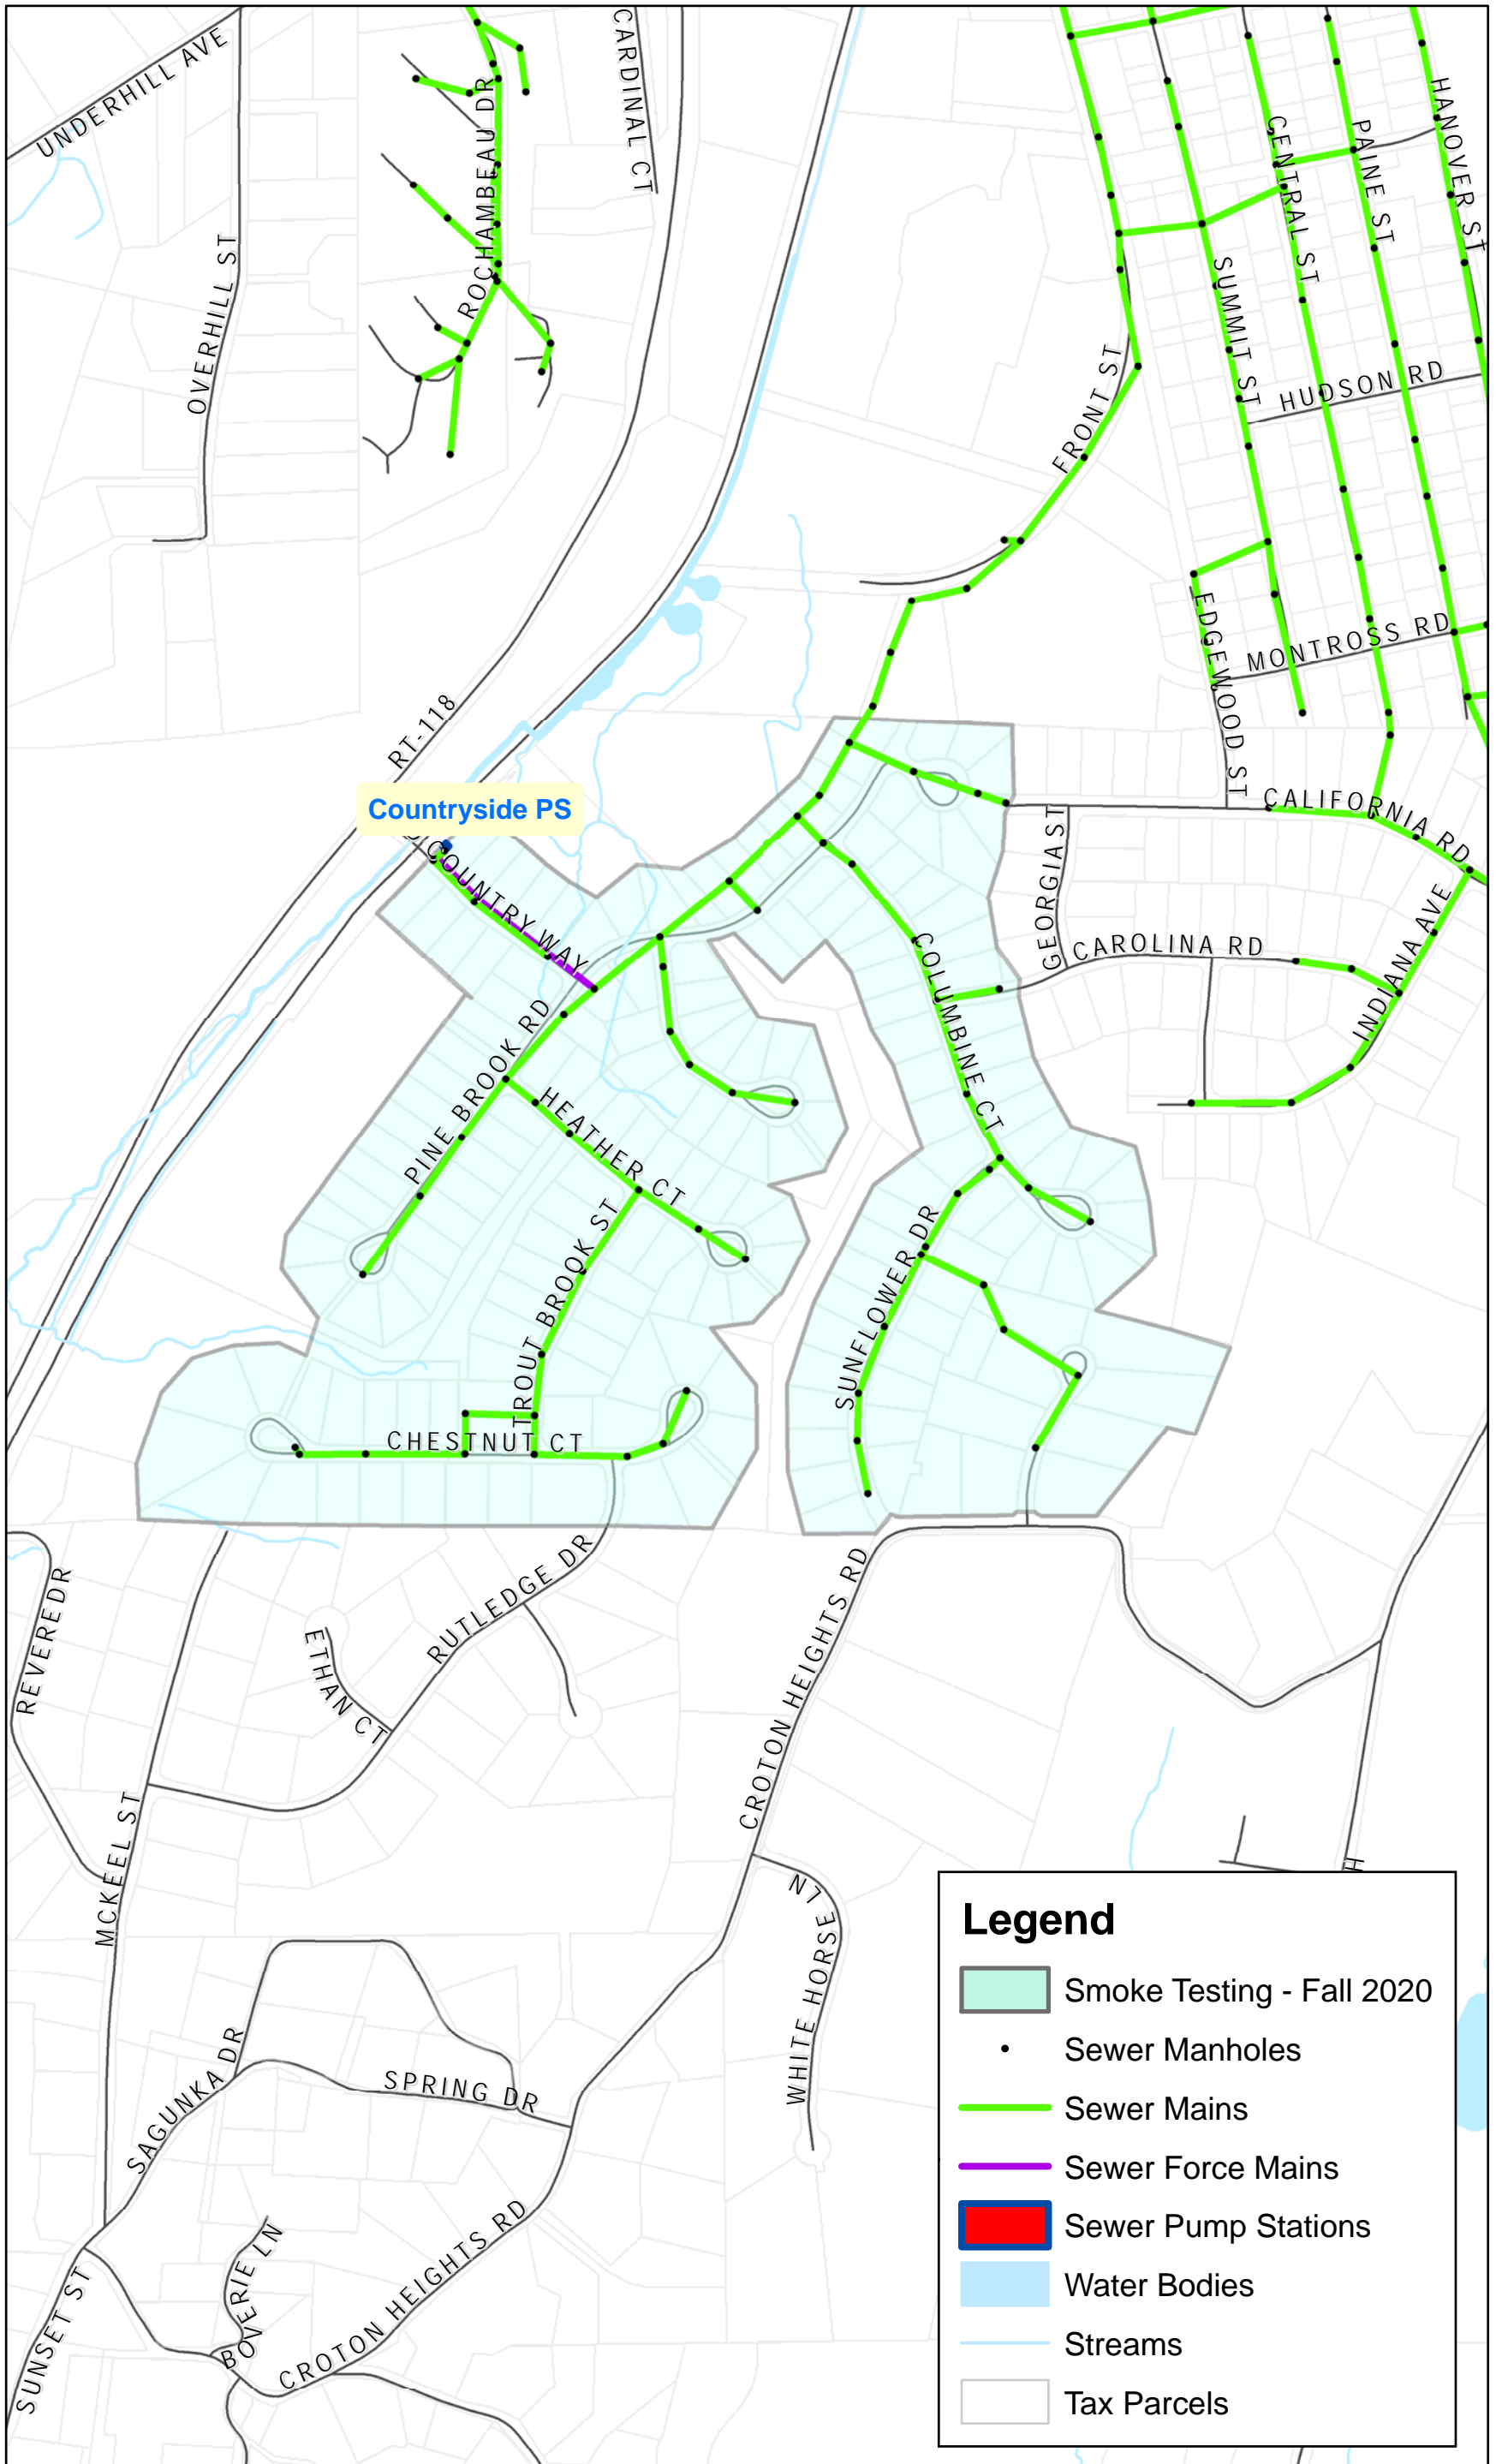 UNDERHILL AVE
OVERHILL ST
ROCHAMBEAU DR
CARDINAL CT
HANOVER ST
CENTRAL ST
PAINE ST
SUMMIT ST
HUDSON RD
FRONT ST
EDGEWOOD ST
MONTROSS RD
RT-118
Countryside PS
COUNTRY WAY
CALIFORNIA RD
GEORGIA ST
CAROLINA RD
INDIANA AVE
COLUMBINE CT
PINE BROOK RD
HEATHER CT
TROUT BROOK ST
SUNFLOWER DR
CHESTNUT CT
REVERE DR
RUTLEDGE DR
ETHAN CT
CROTON HEIGHTS RD
MCKEEL ST
WHITE HORSE LN
H
SAGUNKA DR
SPRING DR
BOVERIE LN
CROTON HEIGHTS RD
SUNSET ST
Legend
Smoke Testing - Fall 2020
Sewer Manholes
Sewer Mains
Sewer Force Mains
Sewer Pump Stations
Water Bodies
Streams
Tax Parcels